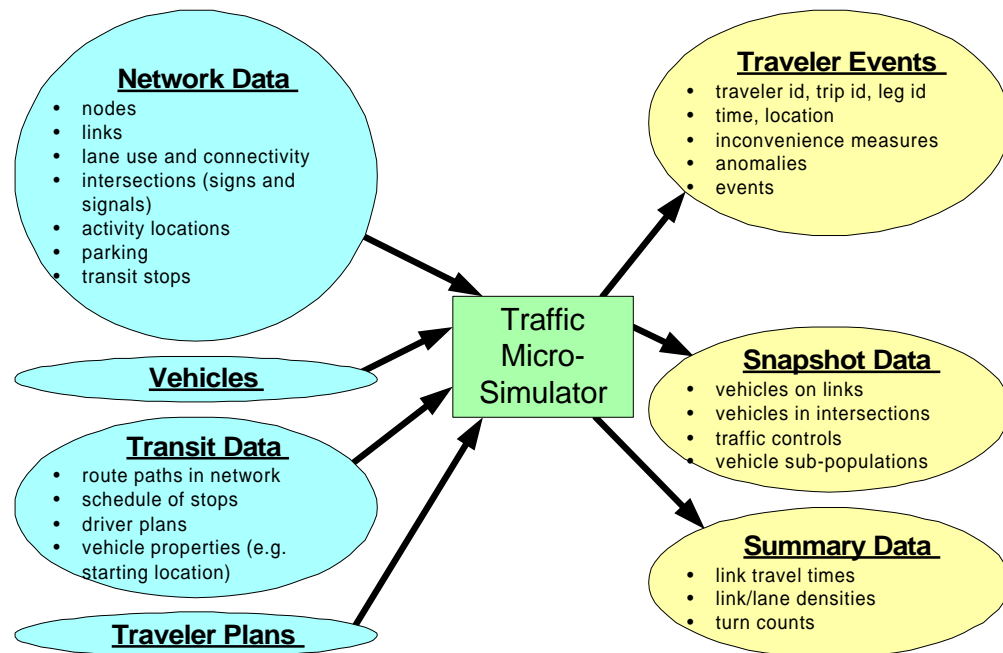 Network Data
• nodes
• links
• lane use and connectivity
• intersections (signs and
signals)
• activity locations
• parking
• transit stops
Vehicles
Transit Data
• route paths in network
• schedule of stops
• driver plans
• vehicle properties (e.g.
starting location)
Traveler Plans
Traffic
Micro-
Simulator
Traveler Events
• traveler id, trip id, leg id
• time, location
• inconvenience measures
• anomalies
• events
Snapshot Data
• vehicles on links
• vehicles in intersections
• traffic controls
• vehicle sub-populations
Summary Data
• link travel times
• link/lane densities
• turn counts